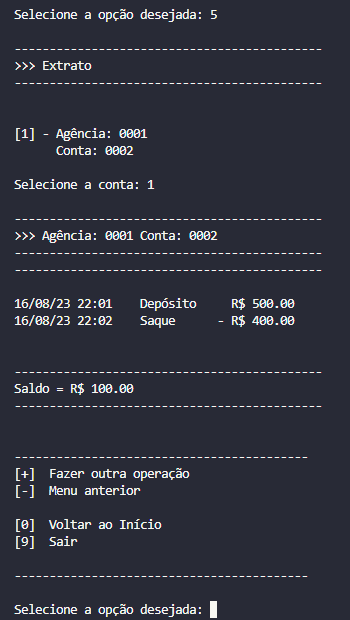 Selecione a opção desejada: 5
--------------------------------------------
>>> Extrato
--------------------------------------------
[1] - Agência: 0001
      Conta: 0002
Selecione a conta: 1
--------------------------------------------
>>> Agência: 0001 Conta: 0002
--------------------------------------------
--------------------------------------------
16/08/23 22:01    Depósito     R$ 500.00
16/08/23 22:02    Saque      - R$ 400.00
--------------------------------------------
Saldo = R$ 100.00
--------------------------------------------
------------------------------------------
[+]  Fazer outra operação
[-]  Menu anterior
[0]  Voltar ao Início
[9]  Sair
------------------------------------------
Selecione a opção desejada: